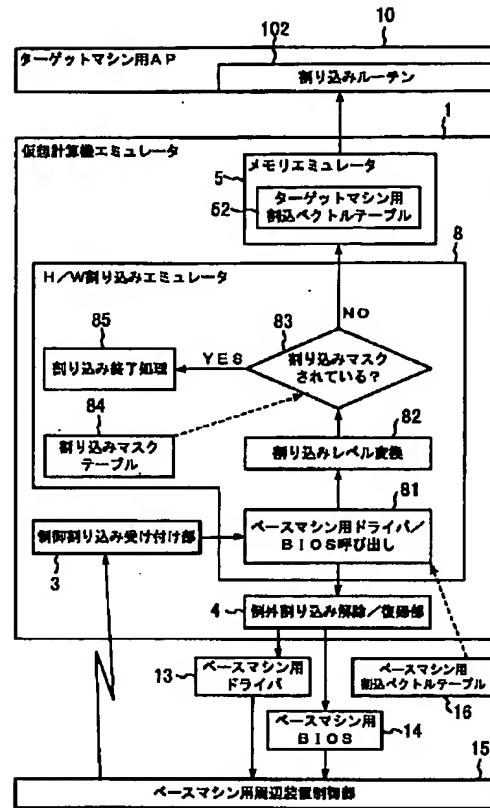 10
102
ターゲットマシン用AP
割り込みルーチン
1
仮想計算機エミュレータ
メモリエミュレータ
5
ターゲットマシン用
割込ベクトルテーブル
52
8
H/W割り込みエミュレータ
NO
85
83
YES
割り込み終了処理
割り込みマスク
されている?
84
82
割り込みマスク
テーブル
割り込みレベル変換
81
制御割り込み受け付け部
ベースマシン用ドライバ/
BIOS呼び出し
3
4
例外割り込み解除/復帰部
13
ベースマシン用
ドライバ
ベースマシン用
割込ベクトルテーブル
ベースマシン用
BIOS
14
16
15
ベースマシン用周辺装置制御部